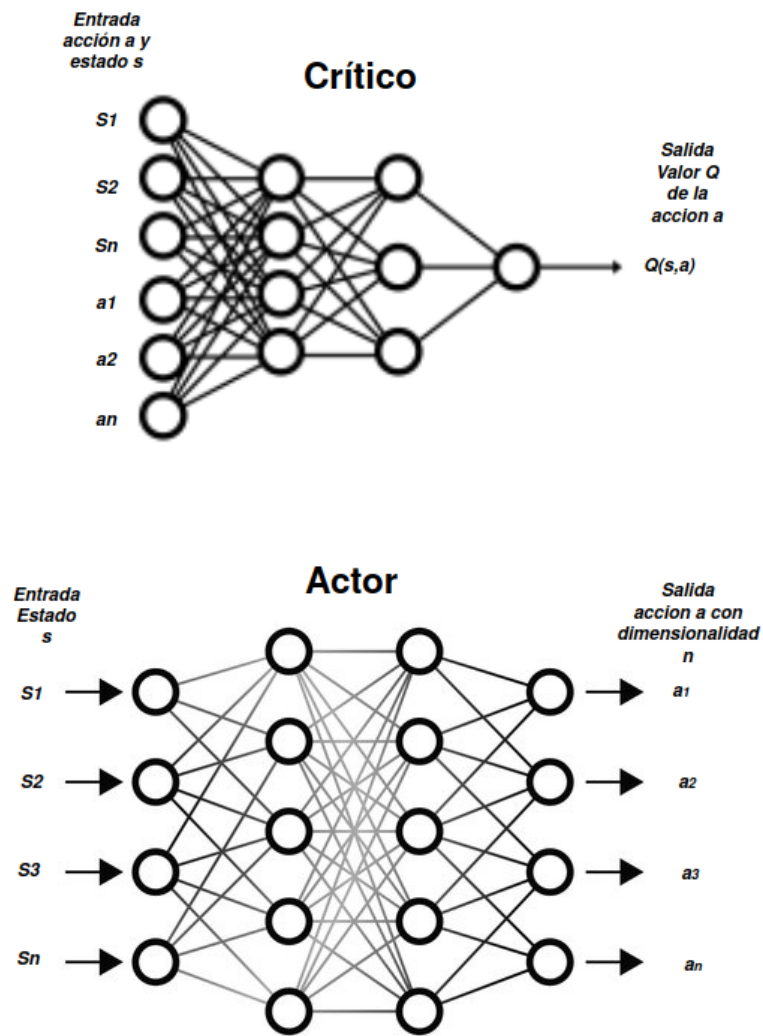 Entrada
acción a y
estado s
Crítico
S1
S2
Sn
a1
a2
an
Salida
Valor Q
de la
accion a
Q(s,a)
Actor
Entrada
Estado
s
S1
S2
S3
Sn
Salida
accion a con
dimensionalidad
n
a1
a2
a3
an